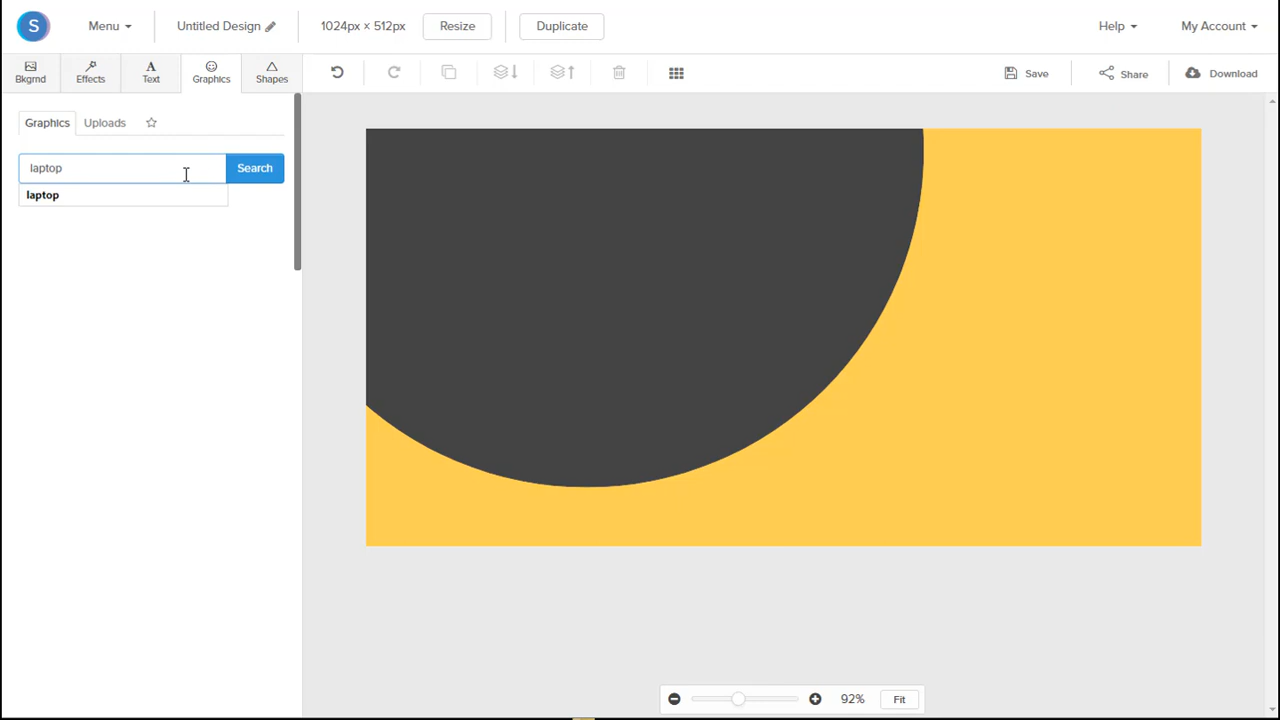 S Menu Untitled Design 1024px × 512px Resize Duplicate Help My Account
Bkgrnd Effects Text Graphics Shapes Save Share Download
Graphics Uploads
laptop Search
laptop
92% Fit